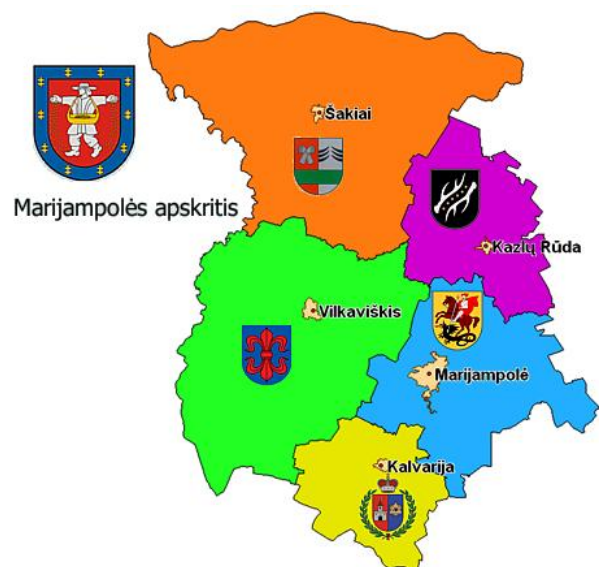 Šakiai
Marijampolės apskritis
Kazlų Rūda
Vilkaviškis
Marijampolė
Kalvarija